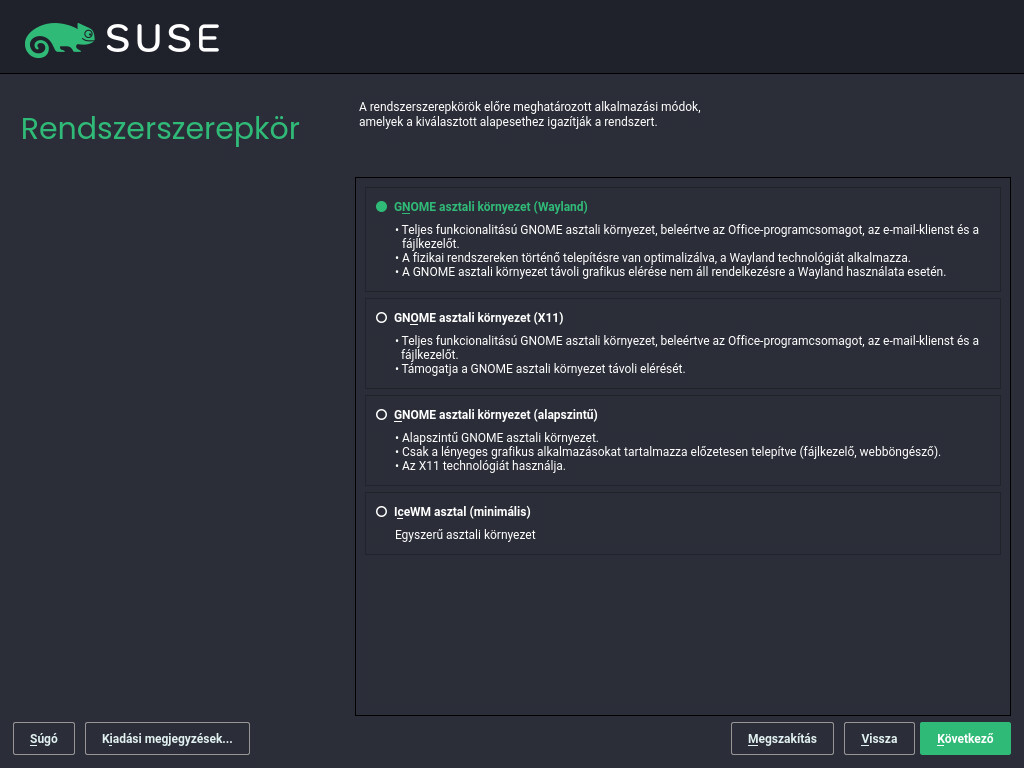 SUSE
Rendszerszerepkör
A rendszerszerepkörök előre meghatározott alkalmazási módok,
amelyek a kiválasztott alapesethez igazítják a rendszert.
GNOME asztali környezet (Wayland)
• Teljes funkcionalitású GNOME asztali környezet, beleértve az Office-programcsomagot, az e-mail-klienst és a
fájlkezelőt.
• A fizikai rendszereken történő telepítésre van optimalizálva, a Wayland technológiát alkalmazza.
• A GNOME asztali környezet távoli grafikus elérése nem áll rendelkezésre a Wayland használata esetén.
GNOME asztali környezet (X11)
• Teljes funkcionalitású GNOME asztali környezet, beleértve az Office-programcsomagot, az e-mail-klienst és a
fájlkezelőt.
• Támogatja a GNOME asztali környezet távoli elérését.
GNOME asztali környezet (alapszintű)
• Alapszintű GNOME asztali környezet.
• Csak a lényeges grafikus alkalmazásokat tartalmazza előzetesen telepítve (fájlkezelő, webböngésző).
• Az X11 technológiát használja.
IceWM asztal (minimális)
Egyszerű asztali környezet
Súgó
Kiadási megjegyzések...
Megszakítás
Vissza
Következő